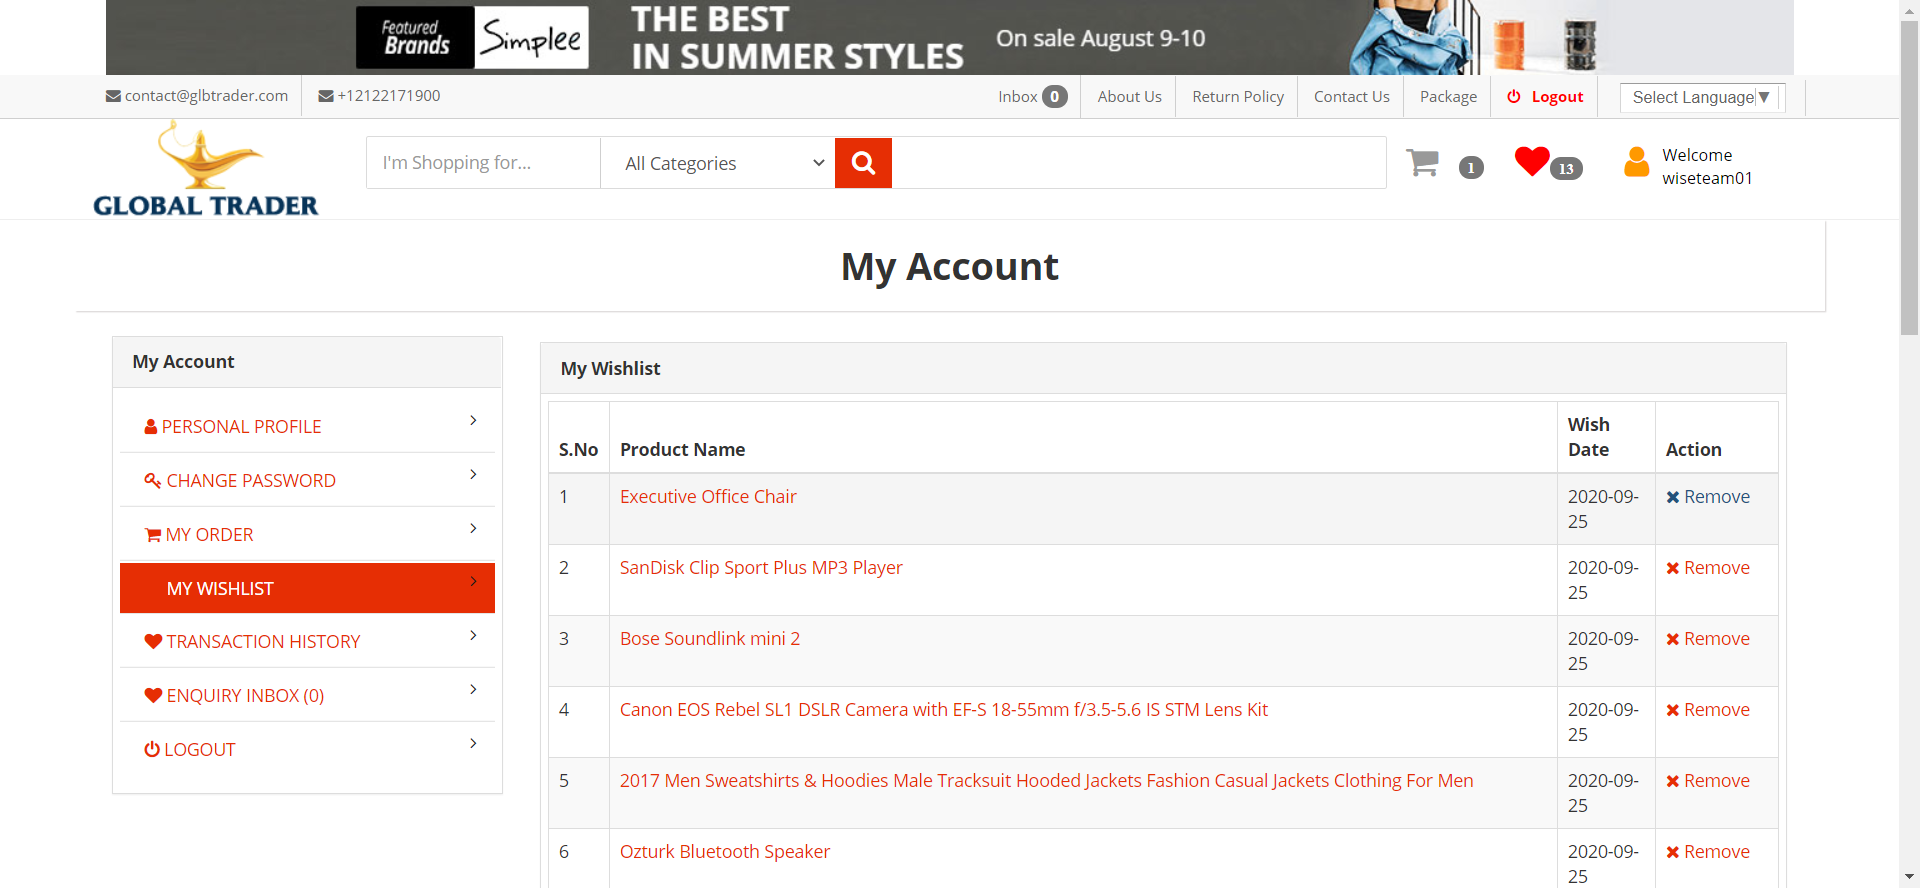 Featured Brands Simplee THE BEST IN SUMMER STYLES On sale August 9-10
contact@glbtrader.com +12122171900 Inbox 0 About Us Return Policy Contact Us Package Logout Select Language▼
GLOBAL TRADER
I'm Shopping for... All Categories 1 13 Welcome wiseteam01
My Account
My Account
PERSONAL PROFILE
CHANGE PASSWORD
MY ORDER
MY WISHLIST
TRANSACTION HISTORY
ENQUIRY INBOX (0)
LOGOUT
My Wishlist
S.No Product Name Wish Date Action
1 Executive Office Chair 2020-09-25 Remove
2 SanDisk Clip Sport Plus MP3 Player 2020-09-25 Remove
3 Bose Soundlink mini 2 2020-09-25 Remove
4 Canon EOS Rebel SL1 DSLR Camera with EF-S 18-55mm f/3.5-5.6 IS STM Lens Kit 2020-09-25 Remove
5 2017 Men Sweatshirts & Hoodies Male Tracksuit Hooded Jackets Fashion Casual Jackets Clothing For Men 2020-09-25 Remove
6 Ozturk Bluetooth Speaker 2020-09-25 Remove